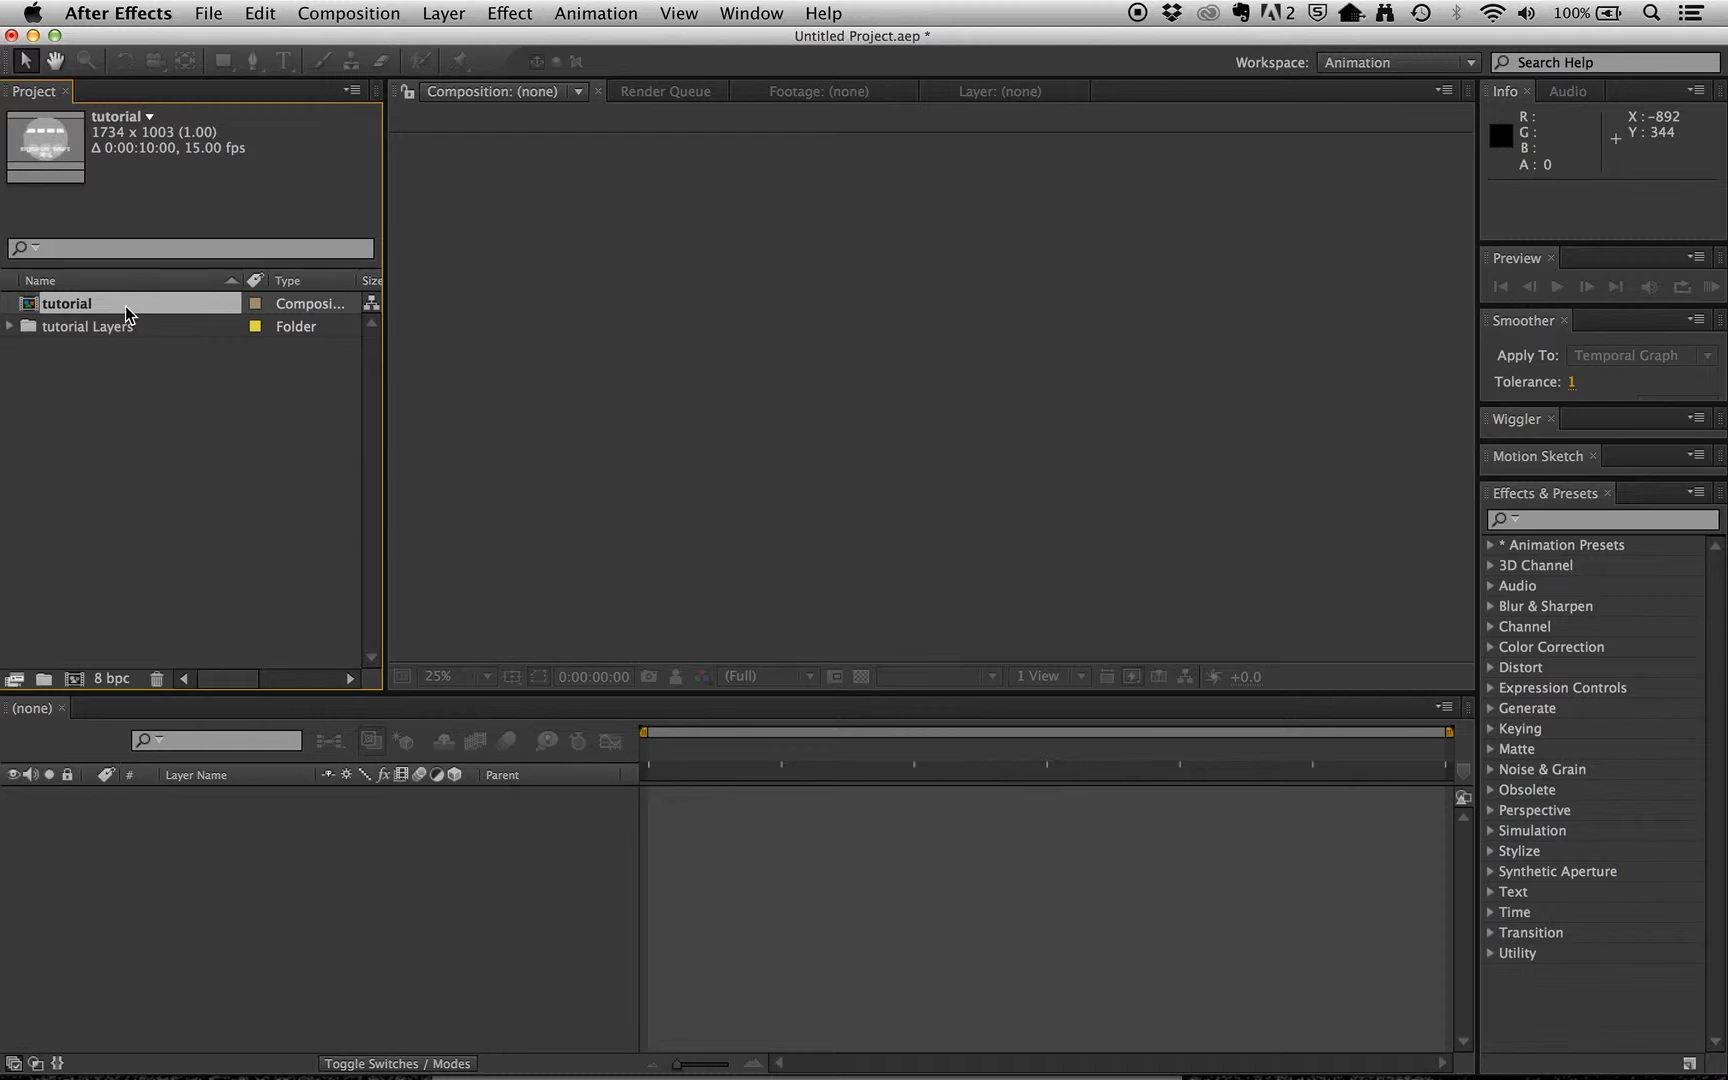 After Effects File Edit Composition Layer Effect Animation View Window Help 2 100%
Untitled Project.aep *
Workspace: Animation Search Help
Project Composition: (none) Render Queue Footage: (none) Layer: (none) Info Audio
tutorial
1734 x 1003 (1.00)
Δ 0:00:10:00, 15.00 fps
R :
G :
B :
A : 0
X : -892
Y : 344
Preview
Name Type Size
tutorial Composi...
tutorial Layers Folder
Smoother
Apply To: Temporal Graph
Tolerance: 1
Wiggler
Motion Sketch
Effects & Presets
* Animation Presets
3D Channel
Audio
Blur & Sharpen
Channel
Color Correction
Distort
Expression Controls
Generate
Keying
Matte
Noise & Grain
Obsolete
Perspective
Simulation
Stylize
Synthetic Aperture
Text
Time
Transition
Utility
8 bpc 25% 0:00:00:00 (Full) 1 View +0.0
(none)
# Layer Name fx Parent
Toggle Switches / Modes